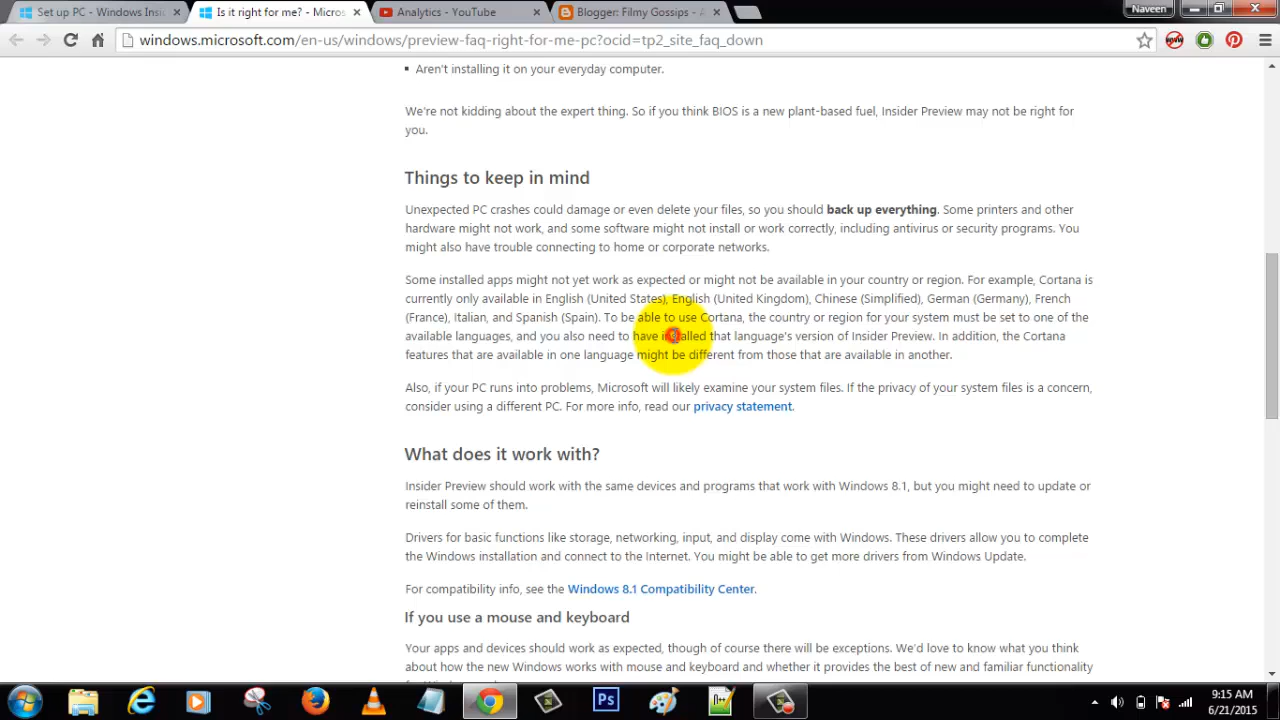 Set up PC - Windows Insi
Is it right for me? - Micros
Analytics - YouTube
Blogger: Filmy Gossips - A
Naveen
windows.microsoft.com/en-us/windows/preview-faq-right-for-me-pc?ocid=tp2_site_faq_down
Aren't installing it on your everyday computer.
We're not kidding about the expert thing. So if you think BIOS is a new plant-based fuel, Insider Preview may not be right for
you.
Things to keep in mind
Unexpected PC crashes could damage or even delete your files, so you should back up everything. Some printers and other
hardware might not work, and some software might not install or work correctly, including antivirus or security programs. You
might also have trouble connecting to home or corporate networks.
Some installed apps might not yet work as expected or might not be available in your country or region. For example, Cortana is
currently only available in English (United States), English (United Kingdom), Chinese (Simplified), German (Germany), French
(France), Italian, and Spanish (Spain). To be able to use Cortana, the country or region for your system must be set to one of the
available languages, and you also need to have installed that language's version of Insider Preview. In addition, the Cortana
features that are available in one language might be different from those that are available in another.
Also, if your PC runs into problems, Microsoft will likely examine your system files. If the privacy of your system files is a concern,
consider using a different PC. For more info, read our privacy statement.
What does it work with?
Insider Preview should work with the same devices and programs that work with Windows 8.1, but you might need to update or
reinstall some of them.
Drivers for basic functions like storage, networking, input, and display come with Windows. These drivers allow you to complete
the Windows installation and connect to the Internet. You might be able to get more drivers from Windows Update.
For compatibility info, see the Windows 8.1 Compatibility Center.
If you use a mouse and keyboard
Your apps and devices should work as expected, though of course there will be exceptions. We'd love to know what you think
about how the new Windows works with mouse and keyboard and whether it provides the best of new and familiar functionality
Ps
9:15 AM
6/21/2015